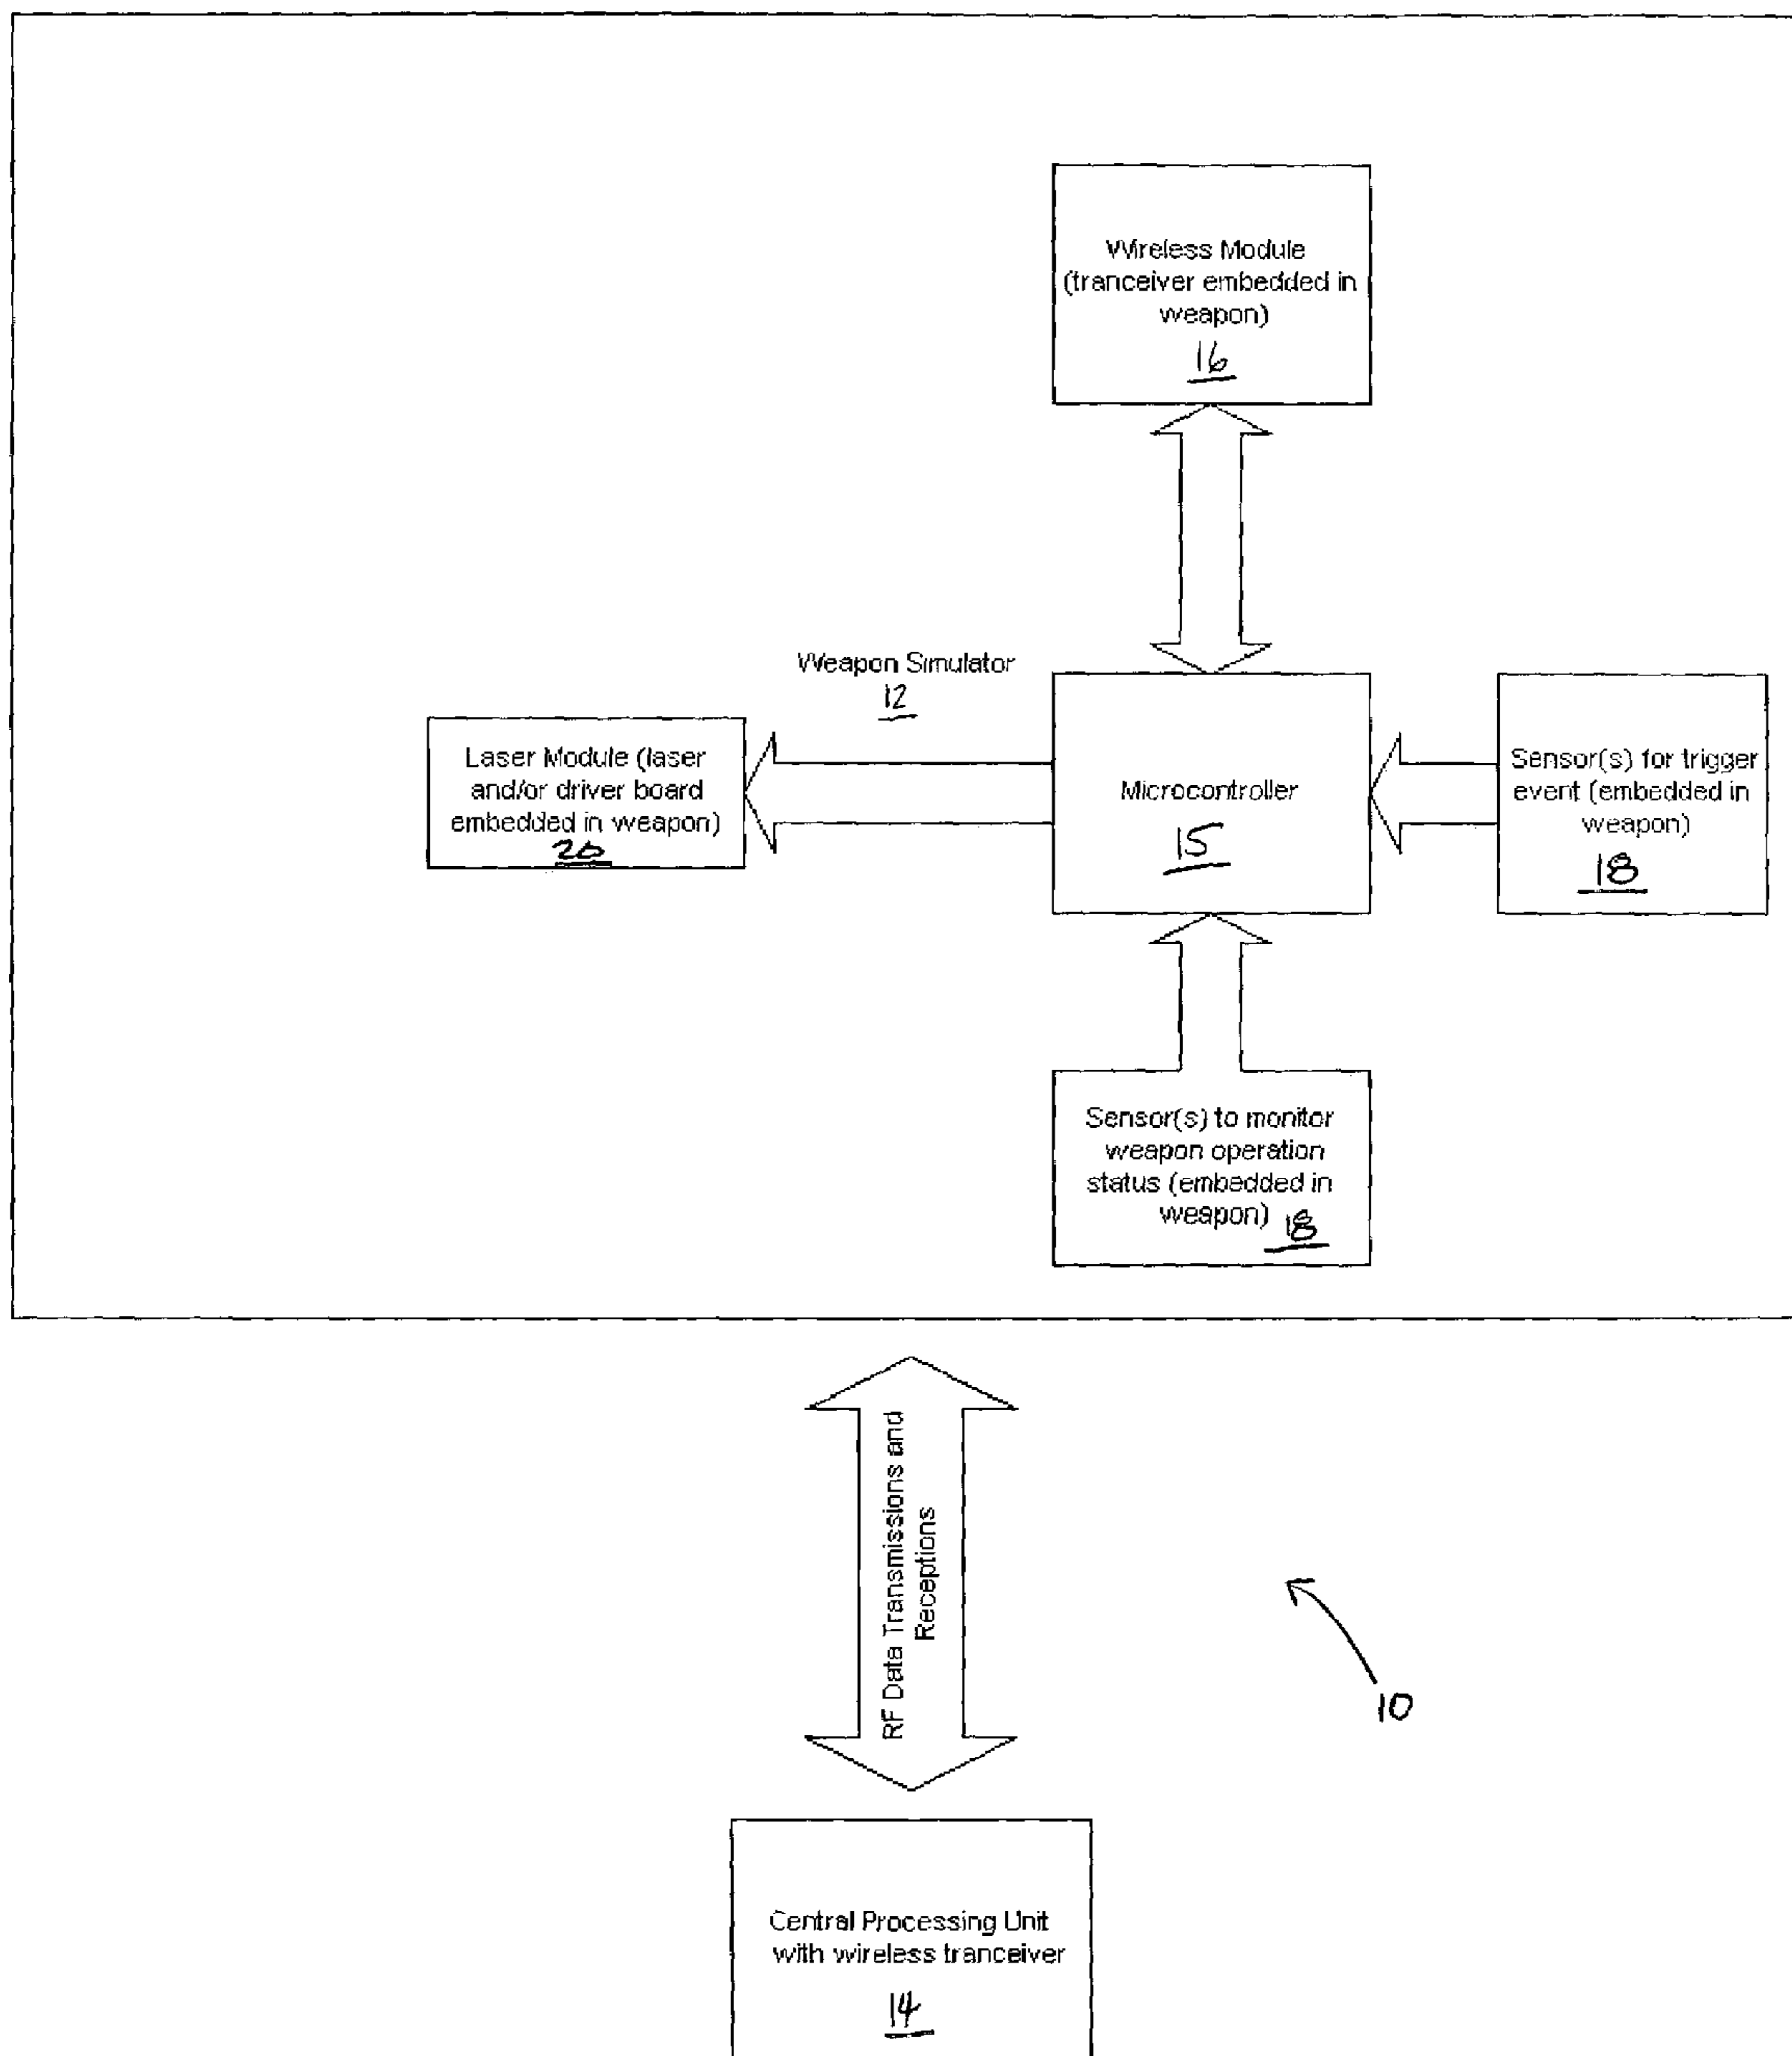 Wireless Module
(tranceiver embedded in
weapon)
16
Weapon Simulator
12
Laser Module (laser
and/or driver board
embedded in weapon)
20
Microcontroller
15
Sensor(s) for trigger
event (embedded in
weapon)
18
Sensor(s) to monitor
weapon operation
status (embedded in
weapon) 18
RF Data Transmissions and
Receptions
10
Central Processing Unit
with wireless tranceiver
14